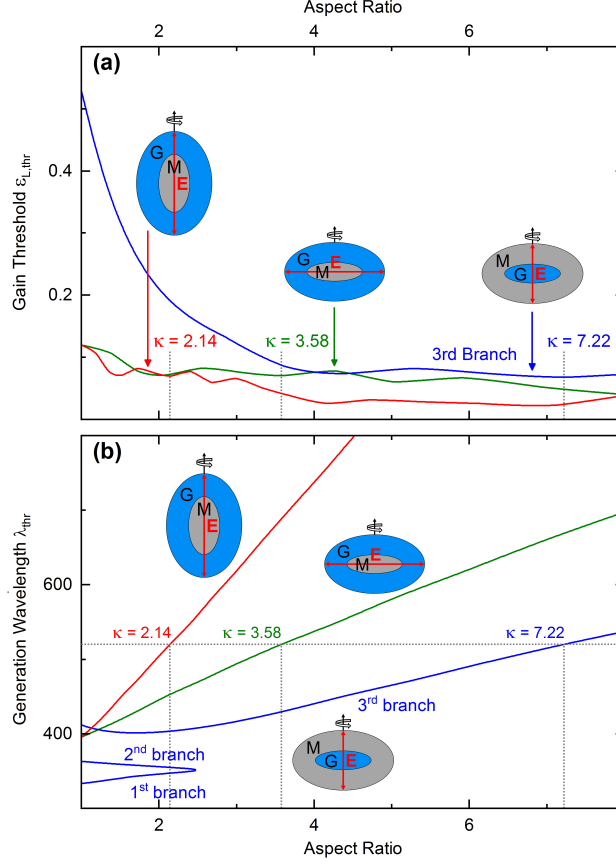 Aspect Ratio
2 4 6
(a)
Gain Threshold εL,thr
0.4
0.2
G
M
E
G
M
E
M
G
E
κ = 2.14
κ = 3.58
3rd Branch
κ = 7.22
(b)
Generation Wavelength λthr
600
400
G
M
E
G
E
M
κ = 2.14
κ = 3.58
κ = 7.22
3rd branch
2nd branch
1st branch
M
G
E
2 4 6
Aspect Ratio